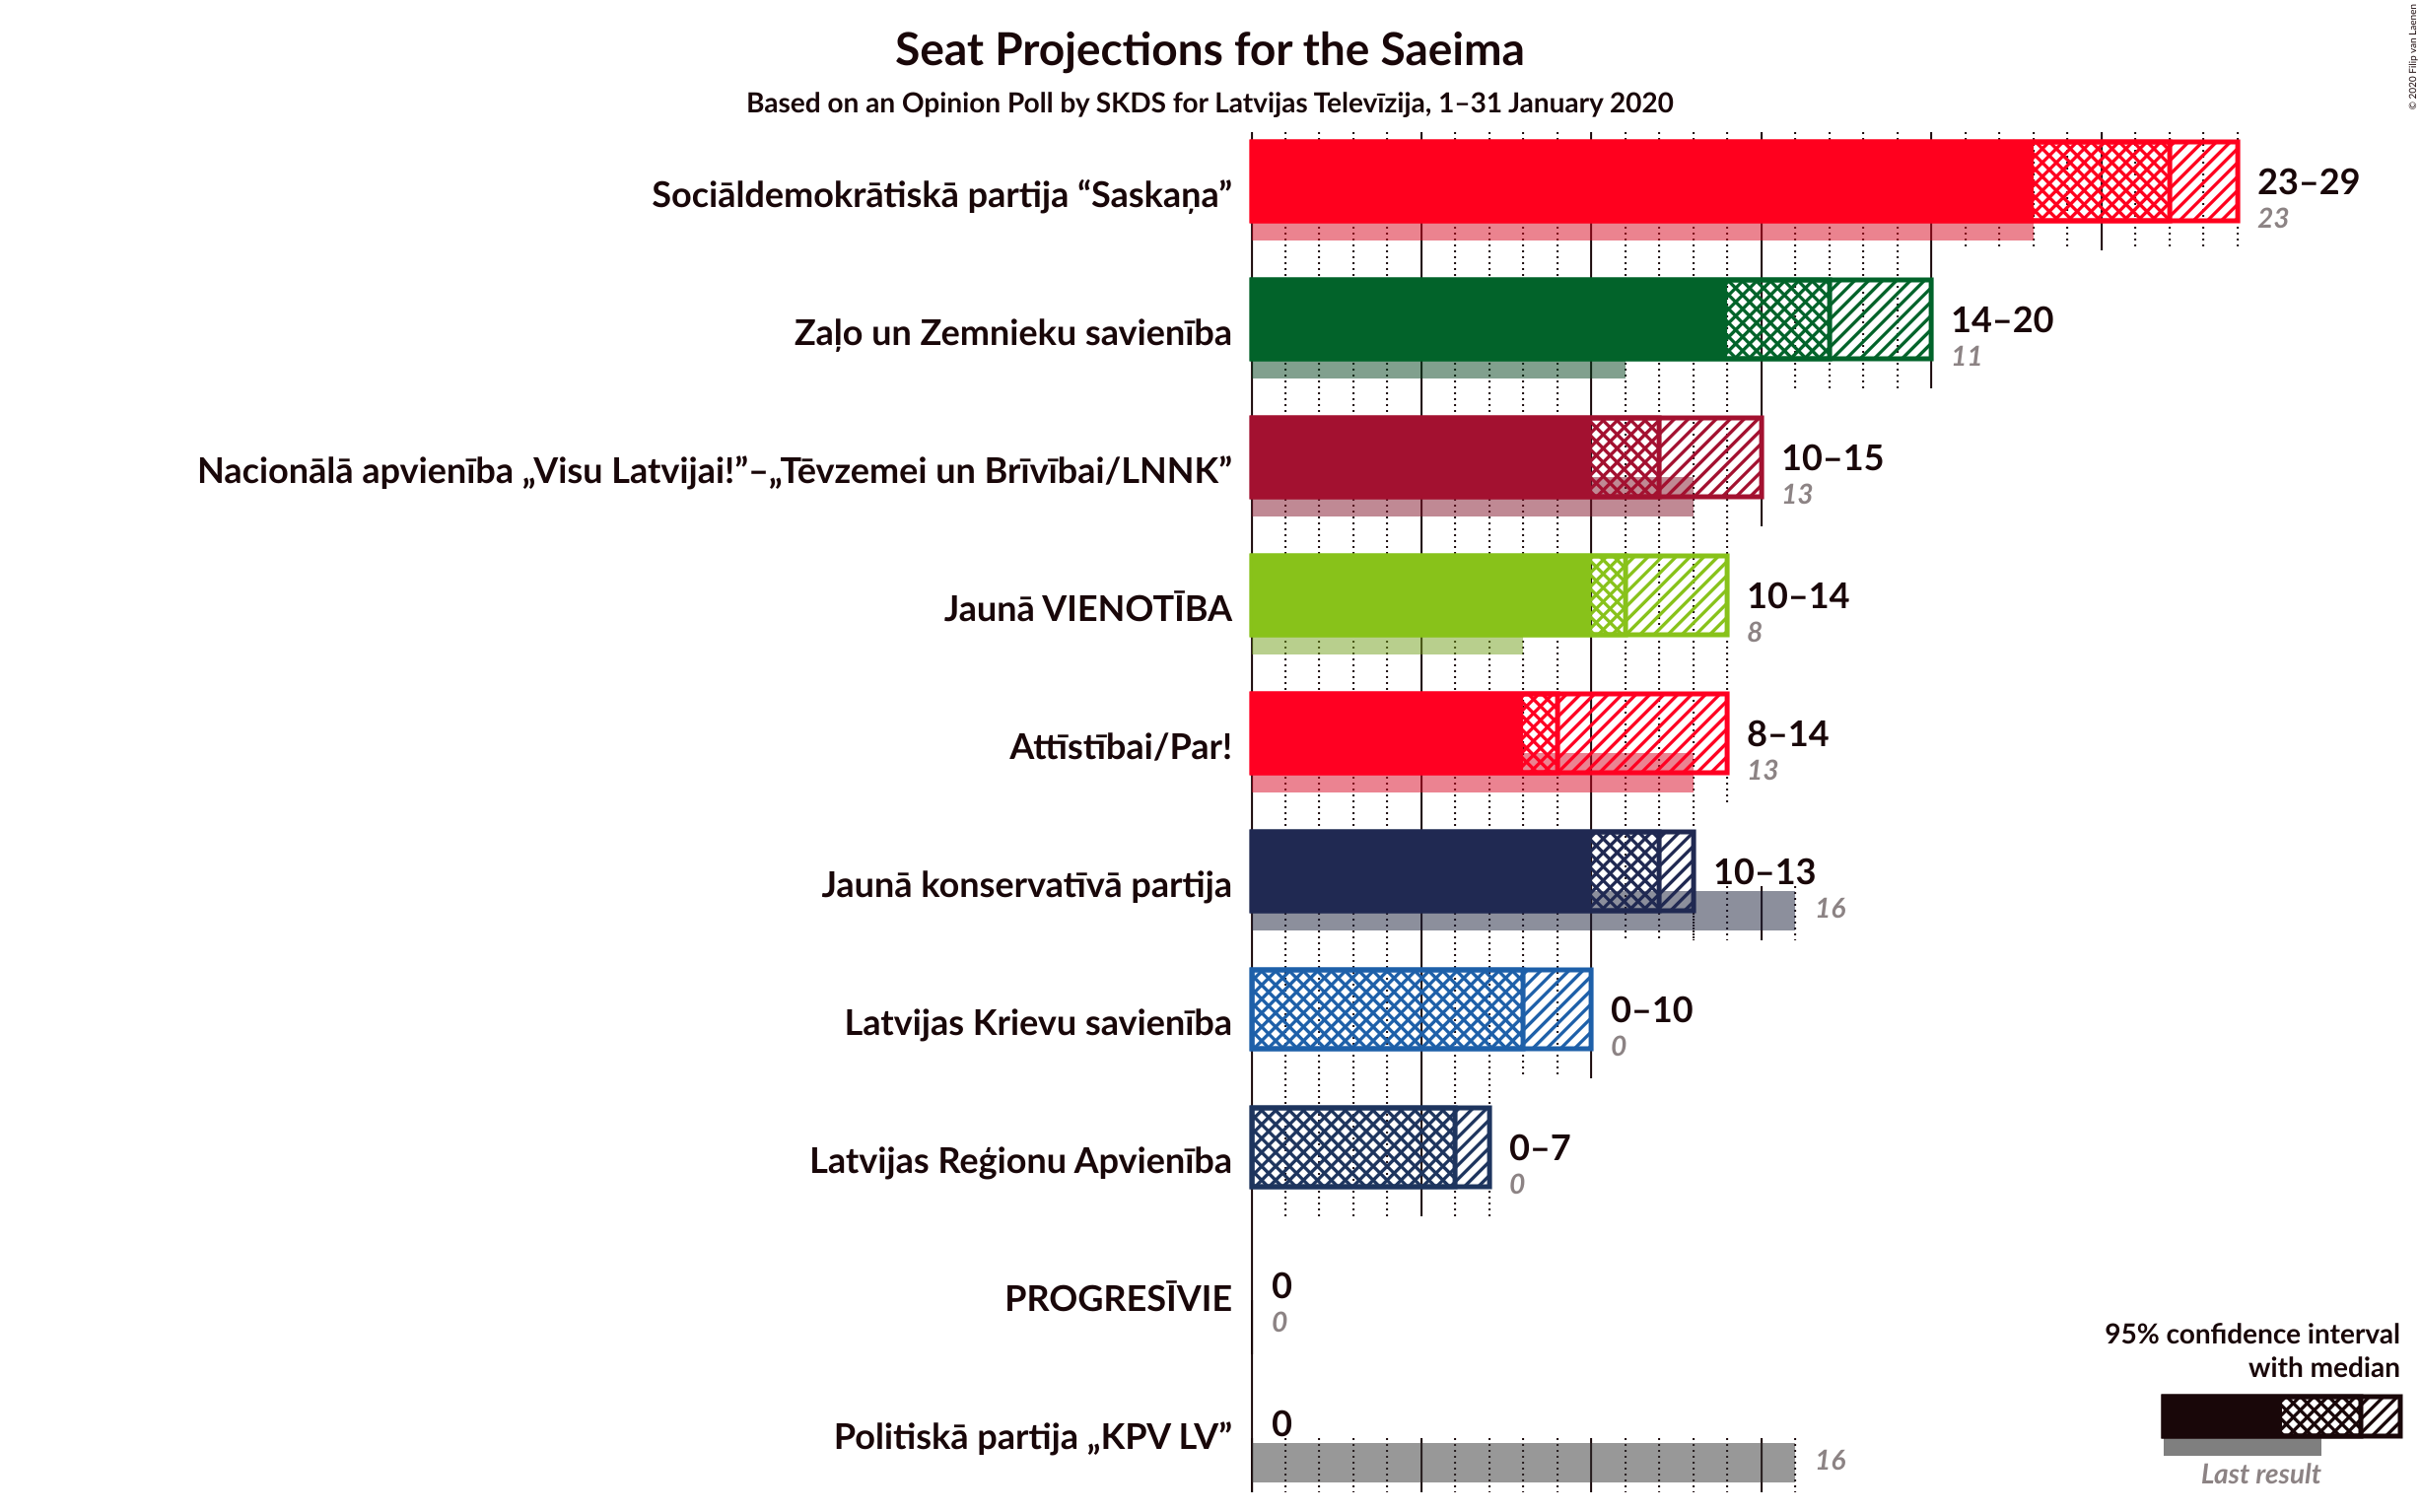 Seat Projections for the Saeima
Based on an Opinion Poll by SKDS for Latvijas Televīzija, 1–31 January 2020
© 2020 Filip van Laenen
Sociāldemokrātiskā partija “Saskaņa”
23–29
23
Zaļo un Zemnieku savienība
14–20
11
Nacionālā apvienība „Visu Latvijai!”–„Tēvzemei un Brīvībai/LNNK”
10–15
13
Jaunā VIENOTĪBA
10–14
8
Attīstībai/Par!
8–14
13
Jaunā konservatīvā partija
10–13
16
Latvijas Krievu savienība
0–10
0
Latvijas Reģionu Apvienība
0–7
0
PROGRESĪVIE
0
0
Politiskā partija „KPV LV”
0
16
95% confidence interval
with median
Last result